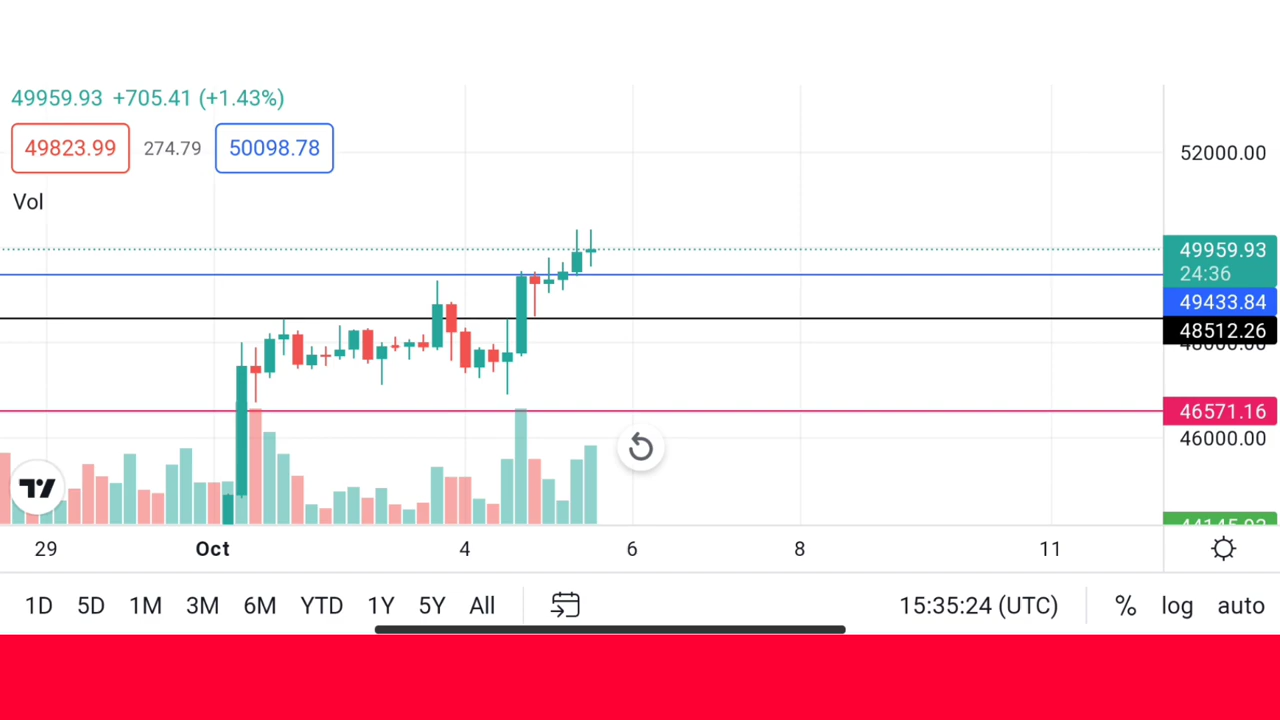 49959.93 +705.41 (+1.43%)
49823.99 274.79 50098.78
Vol
52000.00
49959.93
24:36
49433.84
48512.26
46571.16
46000.00
29 Oct 4 6 8 11
1D 5D 1M 3M 6M YTD 1Y 5Y All 15:35:24 (UTC) % log auto